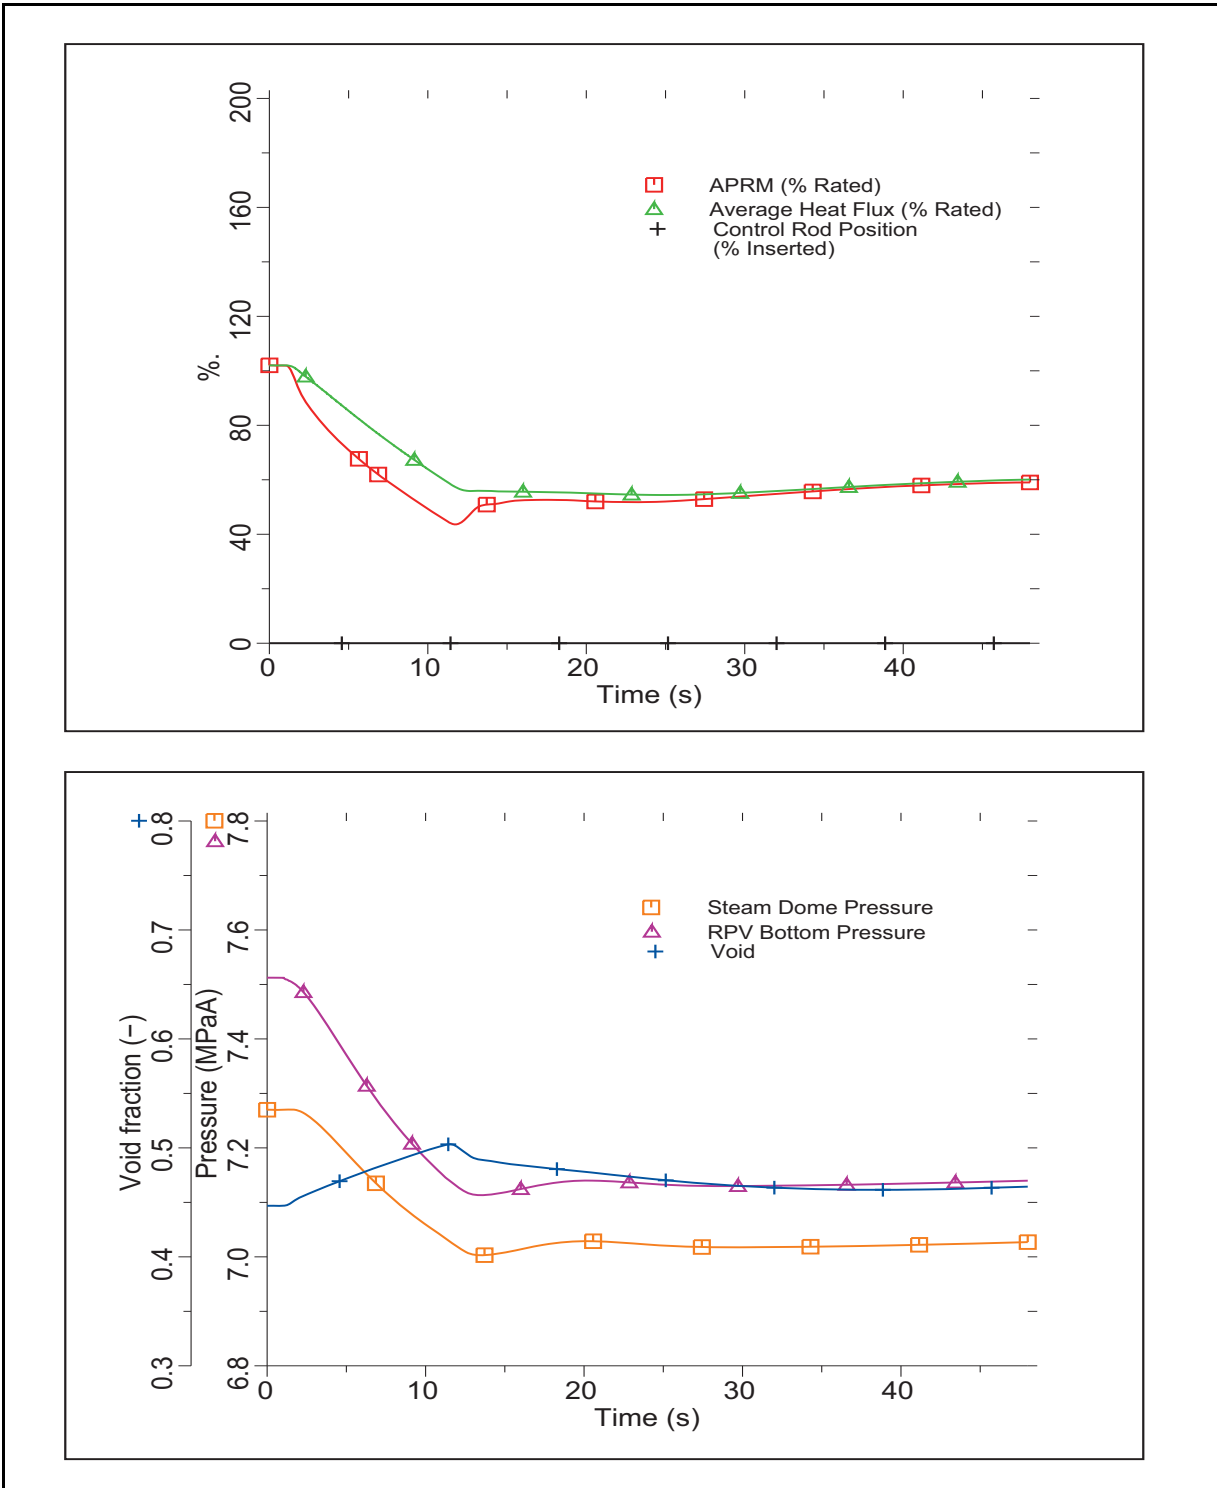 200
160
120
80
40
0
%.
APRM (% Rated)
Average Heat Flux (% Rated)
Control Rod Position
(% Inserted)
0 10 20 30 40
Time (s)
0.8
0.7
0.6
0.5
0.4
0.3
Void fraction (−)
7.8
7.6
7.4
7.2
7.0
6.8
Pressure (MPaA)
Steam Dome Pressure
RPV Bottom Pressure
Void
0 10 20 30 40
Time (s)